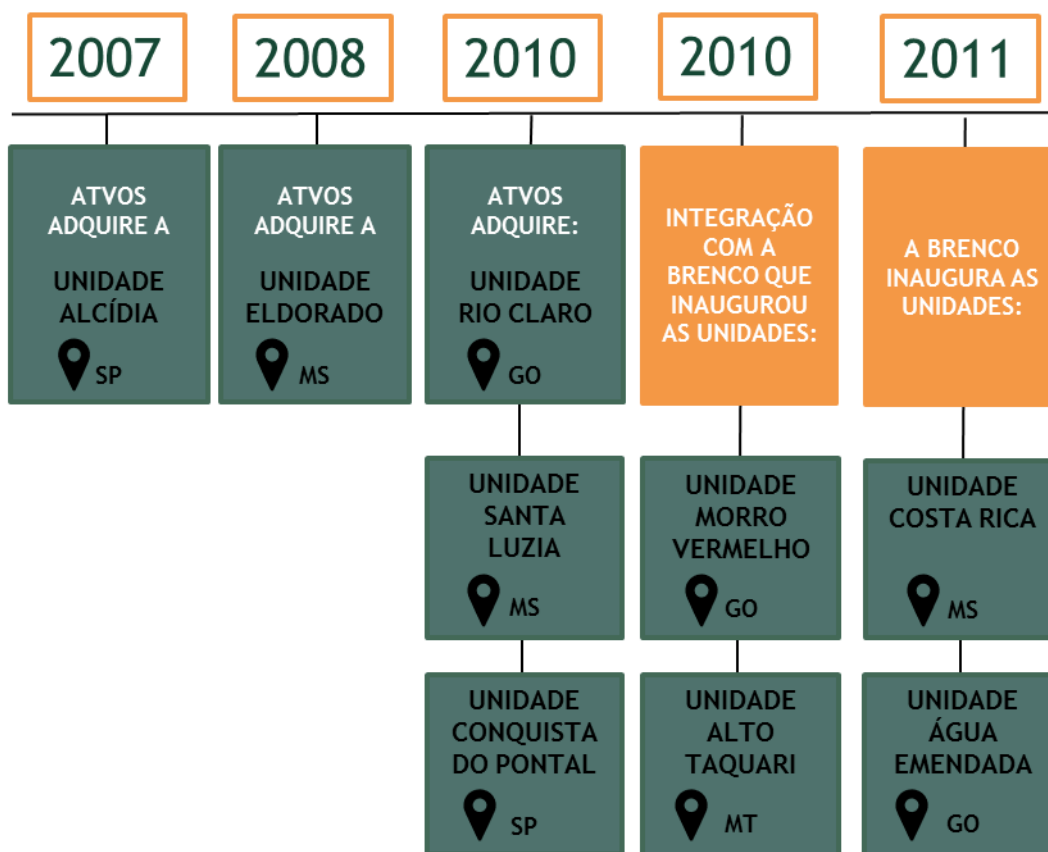 2007
ATVOS
ADQUIRE A
UNIDADE
ALCÍDIA
SP
2008
ATVOS
ADQUIRE A
UNIDADE
ELDORADO
MS
2010
ATVOS
ADQUIRE:
UNIDADE
RIO CLARO
GO
UNIDADE
SANTA
LUZIA
MS
UNIDADE
CONQUISTA
DO PONTAL
SP
2010
INTEGRAÇÃO
COM A
BRENCO QUE
INAUGUROU
AS UNIDADES:
UNIDADE
MORRO
VERMELHO
GO
UNIDADE
ALTO
TAQUARI
MT
2011
A BRENCO
INAUGURA AS
UNIDADES:
UNIDADE
COSTA RICA
MS
UNIDADE
ÁGUA
EMENDADA
GO